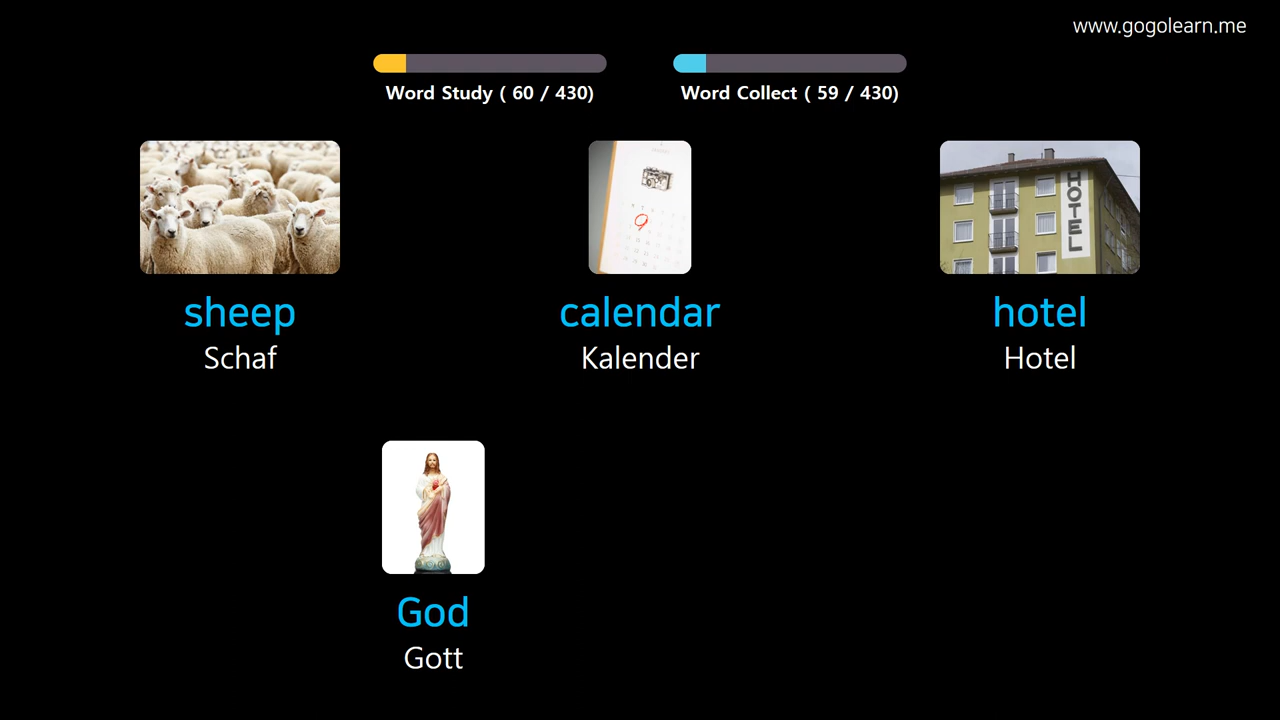 www.gogolearn.me
Word Study ( 60 / 430)
Word Collect ( 59 / 430)
HOTEL
sheep
calendar
hotel
Schaf
Kalender
Hotel
God
Gott